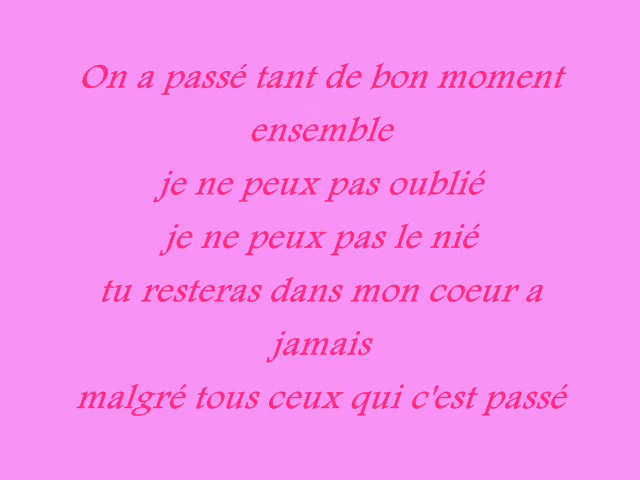 On a passé tant de bon moment
ensemble
je ne peux pas oublié
je ne peux pas le nié
tu resteras dans mon coeur a
jamais
malgré tous ceux qui c'est passé